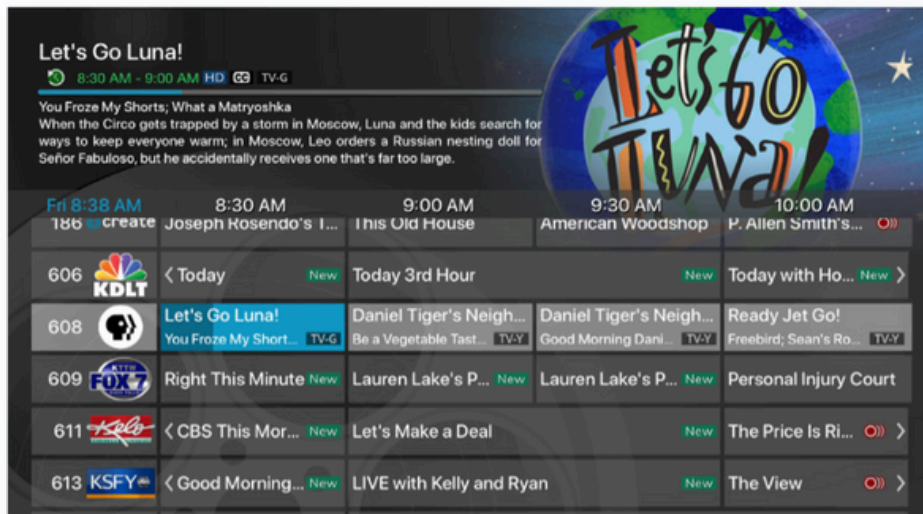 Let's Go Luna!
8:30 AM - 9:00 AM HD CC TV-G
You Froze My Shorts; What a Matryoshka
When the Circo gets trapped by a storm in Moscow, Luna and the kids search for
ways to keep everyone warm; in Moscow, Leo orders a Russian nesting doll for
Señor Fabuloso, but he accidentally receives one that's far too large.
Let's Go Luna!
Fri 8:38 AM 8:30 AM 9:00 AM 9:30 AM 10:00 AM
186 create Joseph Rosendo's T... This Old House American Woodshop P. Allen Smith's...
606 KDLT Today New Today 3rd Hour New Today with Ho... New
608 Let's Go Luna! Daniel Tiger's Neigh... Daniel Tiger's Neigh... Ready Jet Go!
You Froze My Short... TV-G Be a Vegetable Tast... TV-Y Good Morning Dani... TV-Y Freebird; Sean's Ro... TV-Y
609 KTTW FOX 7 Right This Minute New Lauren Lake's P... New Lauren Lake's P... New Personal Injury Court
611 Kelo CBS This Mor... New Let's Make a Deal New The Price Is Ri...
613 KSFY Good Morning... New LIVE with Kelly and Ryan New The View